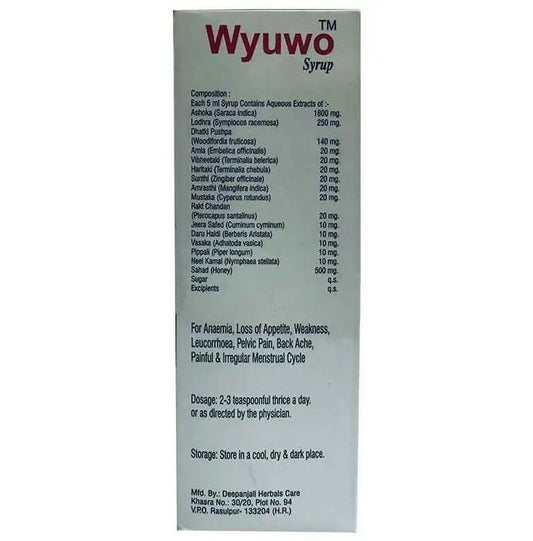 Wyuwo™
Syrup
Composition :
Each 5 ml Syrup Contains Aqueous Extracts of :-
Ashoka (Saraca indica) 1800 mg.
Lodhra (Symplocos racemosa) 250 mg.
Dhatki Pushpa
(Woodifordia fruticosa) 140 mg.
Amla (Embelica officinalis) 20 mg.
Vibheetaki (Terminalia belerica) 20 mg.
Haritaki (Terminalia chebula) 20 mg.
Sunthi (Zingiber officinale) 20 mg.
Amrasthi (Mangifera indica) 20 mg.
Mustaka (Cyperus rotundus) 20 mg.
Rakt Chandan
(Pterocapus santalinus) 20 mg.
Jeera Safed (Cuminum cyminum) 10 mg.
Daru Haldi (Berberis Aristata) 10 mg.
Vasaka (Adhatoda vasica) 10 mg.
Pippali (Piper longum) 10 mg.
Neel Kamal (Nymphaea stellata) 10 mg.
Sahad (Honey) 500 mg.
Sugar q.s.
Excipients q.s.
For Anaemia, Loss of Appetite, Weakness,
Leucorrhoea, Pelvic Pain, Back Ache,
Painful & Irregular Menstrual Cycle
Dosage: 2-3 teaspoonful thrice a day.
or as directed by the physician.
Storage: Store in a cool, dry & dark place.
Mfd. By.: Deepanjali Herbals Care
Khasra No.: 30/20, Plot No. 94
V.P.O. Rasulpur- 133204 (H.R.)